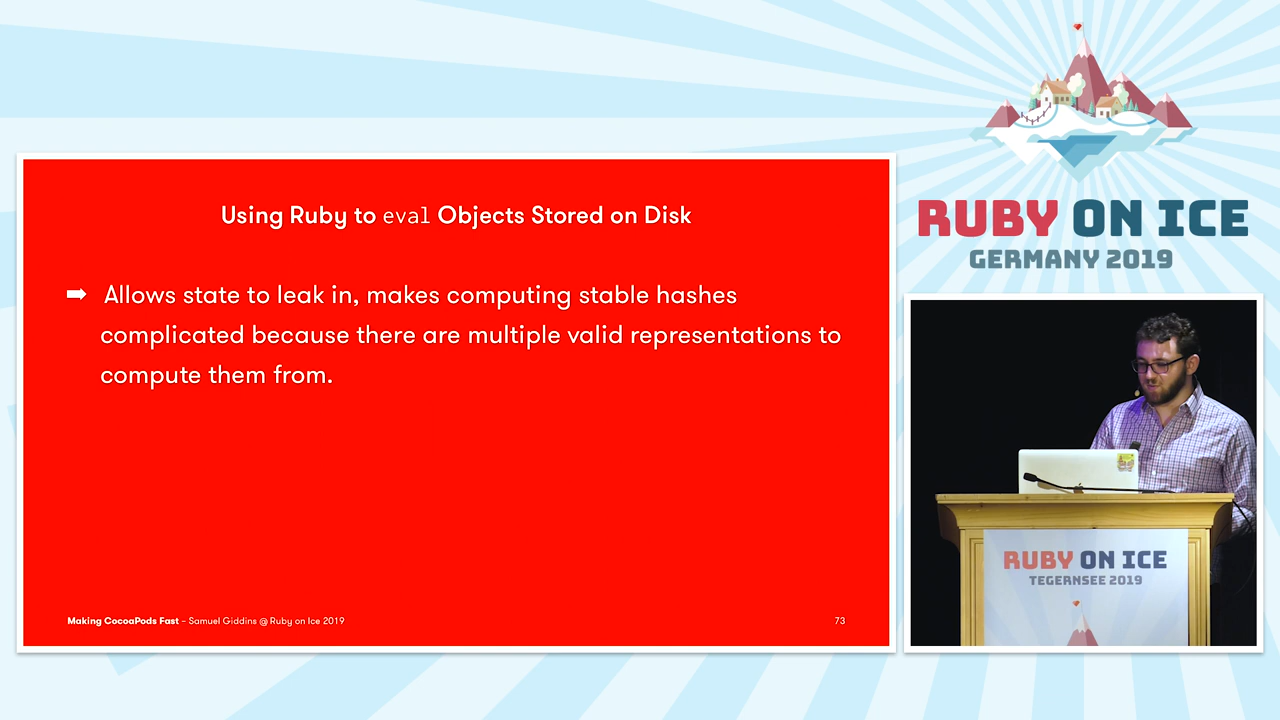 RUBY ON ICE
GERMANY 2019
Using Ruby to eval Objects Stored on Disk
➡ Allows state to leak in, makes computing stable hashes
complicated because there are multiple valid representations to
compute them from.
Making CocoaPods Fast – Samuel Giddins @ Ruby on Ice 2019
73
RUBY ON ICE
TEGERNSEE 2019